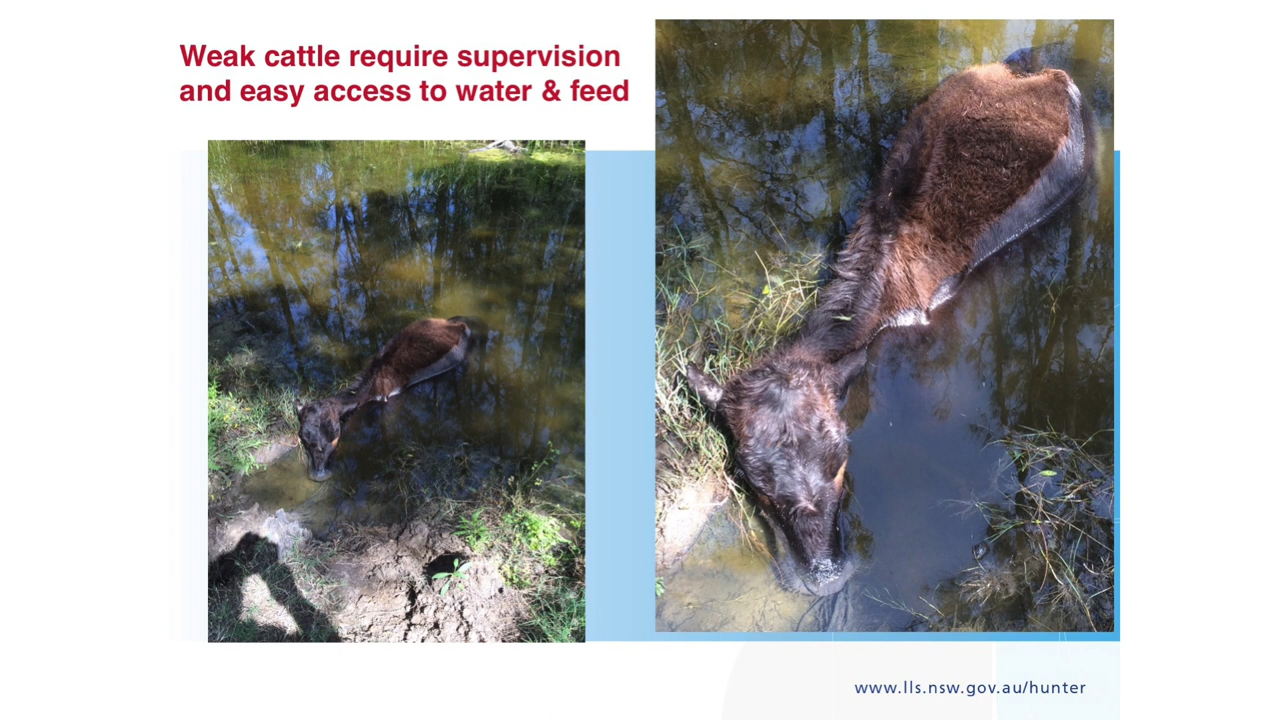 Weak cattle require supervision
and easy access to water & feed
www.lls.nsw.gov.au/hunter